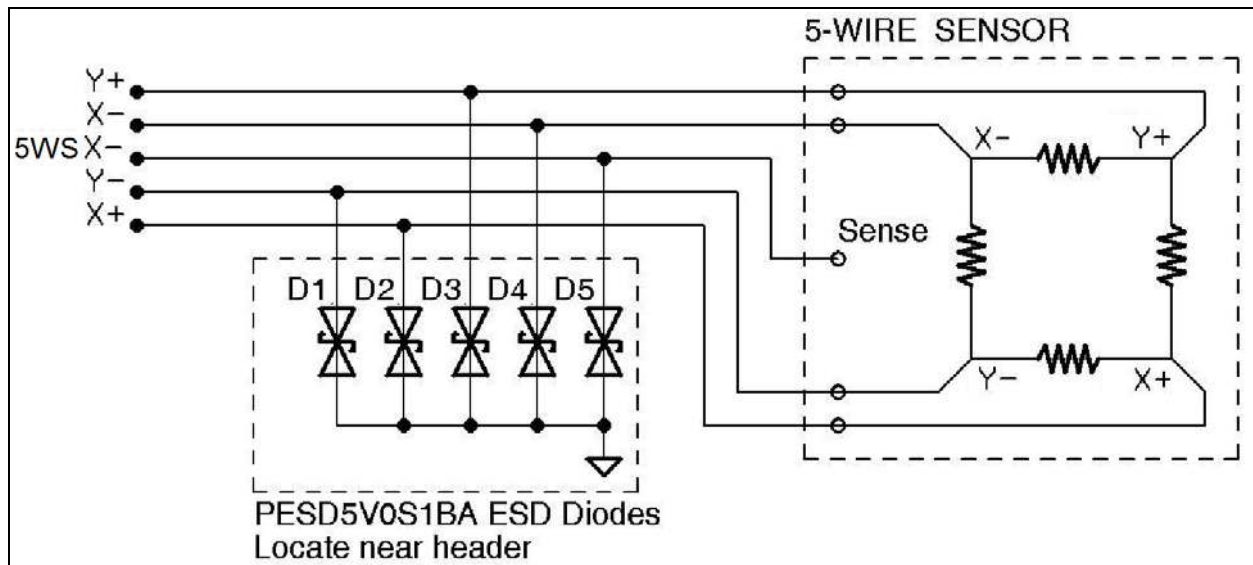 5-WIRE SENSOR
Y+
X-
5WS X-
Y-
X+
X- Y+
Sense
D1 D2 D3 D4 D5
Y- X+
PESD5V0S1BA ESD Diodes
Locate near header